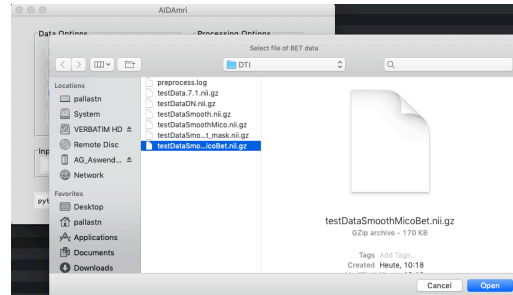 AIDAmri
Data Options
Processing Options
Select file of BET data
DTI
Locations
pallastn
System
VERBATIM HD
Remote Disc
AG_Aswend...
Network
Favorites
Desktop
pallastn
Applications
Documents
Downloads
preprocess.log
testData.7.1.nii.gz
testDataDN.nii.gz
testDataSmooth.nii.gz
testDataSmoothMico.nii.gz
testDataSmo...t_mask.nii.gz
testDataSmo...icoBet.nii.gz
Inp
pyt
testDataSmoothMicoBet.nii.gz
GZip archive - 170 KB
Tags Add Tags...
Created Heute, 10:18
Cancel
Open